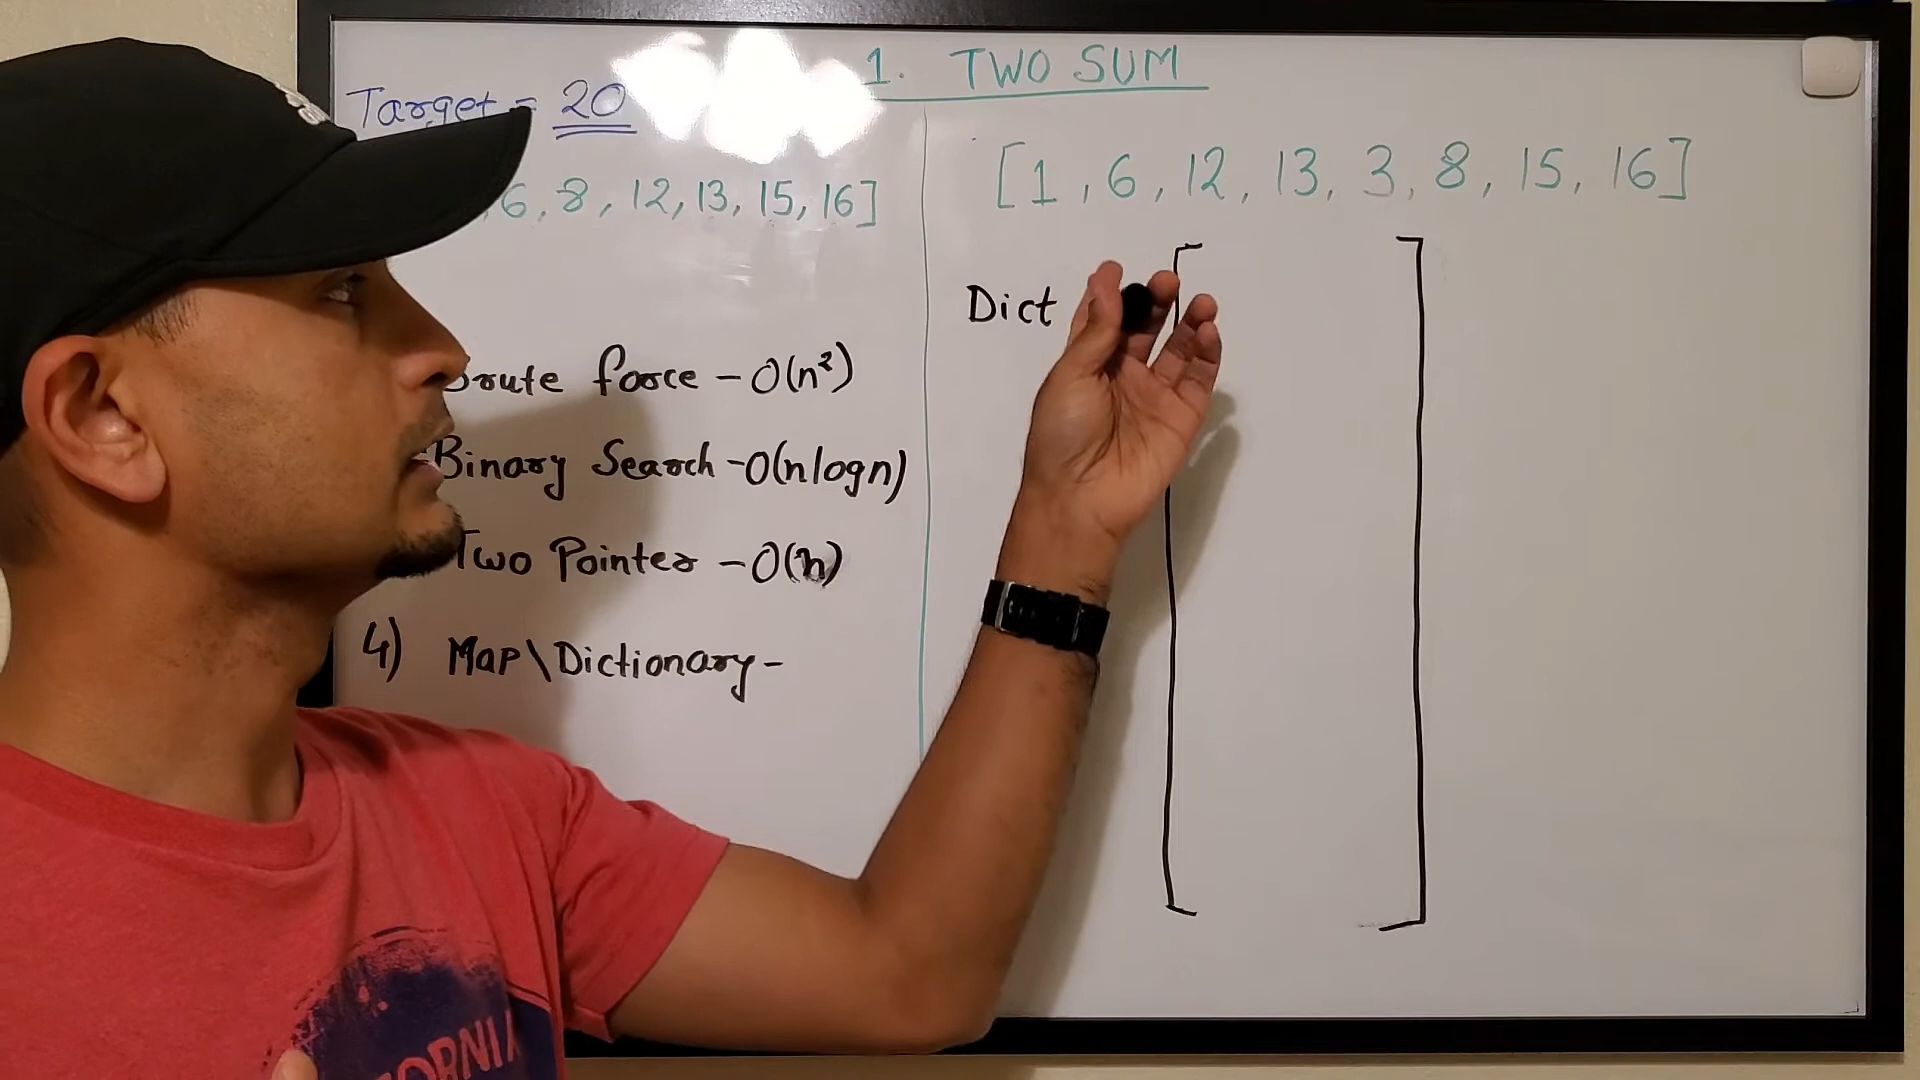 1. TWO SUM
Target = 20
6, 8, 12, 13, 15, 16]
[1, 6, 12, 13, 3, 8, 15, 16]
Dict
force - O(n²)
Binary Search - O(nlogn)
Two Pointer - O(n)
4) Map\Dictionary -